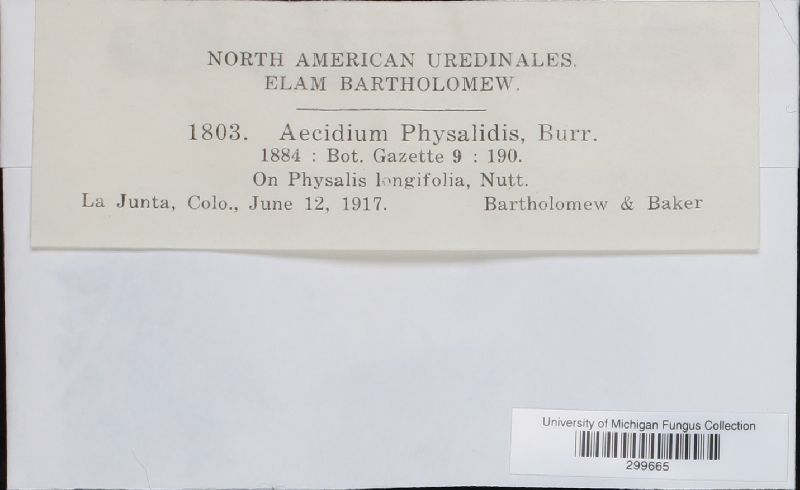 NORTH AMERICAN UREDINALES.
ELAM BARTHOLOMEW.
1803. Aecidium Physalidis, Burr.
1884 : Bot. Gazette 9 : 190.
On Physalis longifolia, Nutt.
La Junta, Colo., June 12, 1917. Bartholomew & Baker
University of Michigan Fungus Collection
299665